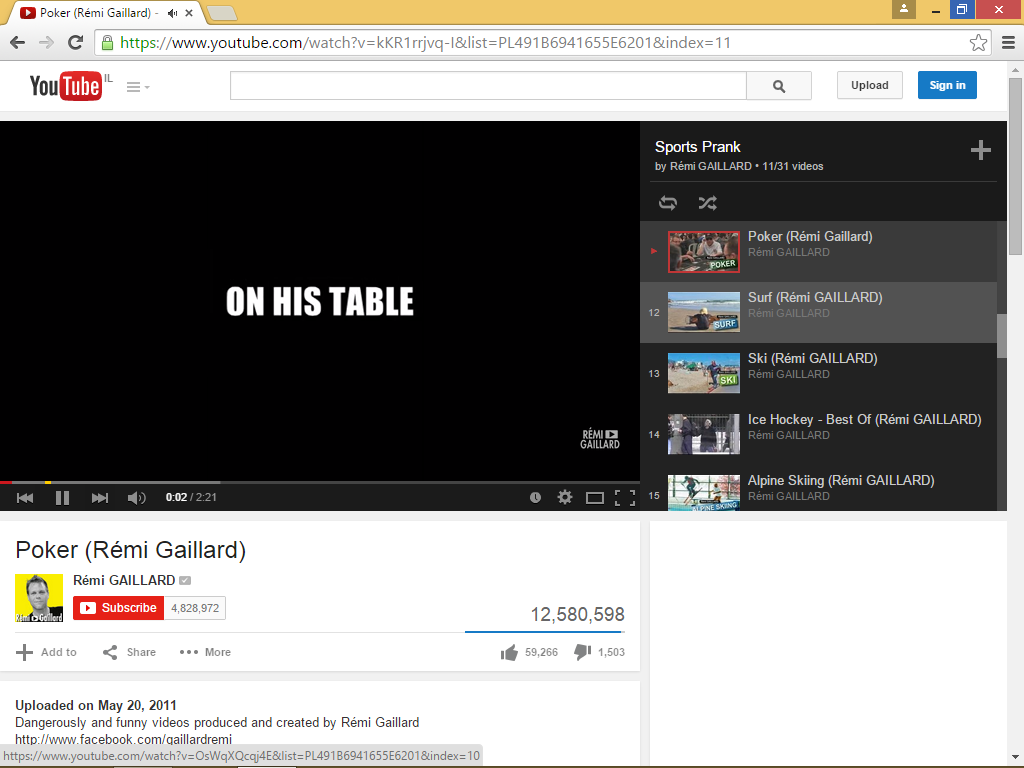 Poker (Rémi Gaillard) -
https://www.youtube.com/watch?v=kKR1rrjvq-I&list=PL491B6941655E6201&index=11
YouTube IL
Upload
Sign in
ON HIS TABLE
RÉMI
GAILLARD
0:02 / 2:21
Sports Prank
by Rémi GAILLARD • 11/31 videos
POKER
Poker (Rémi Gaillard)
Rémi GAILLARD
12
SURF
Surf (Rémi GAILLARD)
Rémi GAILLARD
13
SKI
Ski (Rémi GAILLARD)
Rémi GAILLARD
14
Ice Hockey - Best Of (Rémi GAILLARD)
Rémi GAILLARD
15
ALPINE SKIING
Alpine Skiing (Rémi GAILLARD)
Rémi GAILLARD
Poker (Rémi Gaillard)
Rémi Gaillard
Rémi GAILLARD
Subscribe 4,828,972
12,580,598
Add to Share More 59,266 1,503
Uploaded on May 20, 2011
Dangerously and funny videos produced and created by Rémi Gaillard
http://www.facebook.com/gaillardremi
https://www.youtube.com/watch?v=OsWqXQcqj4E&list=PL491B6941655E6201&index=10